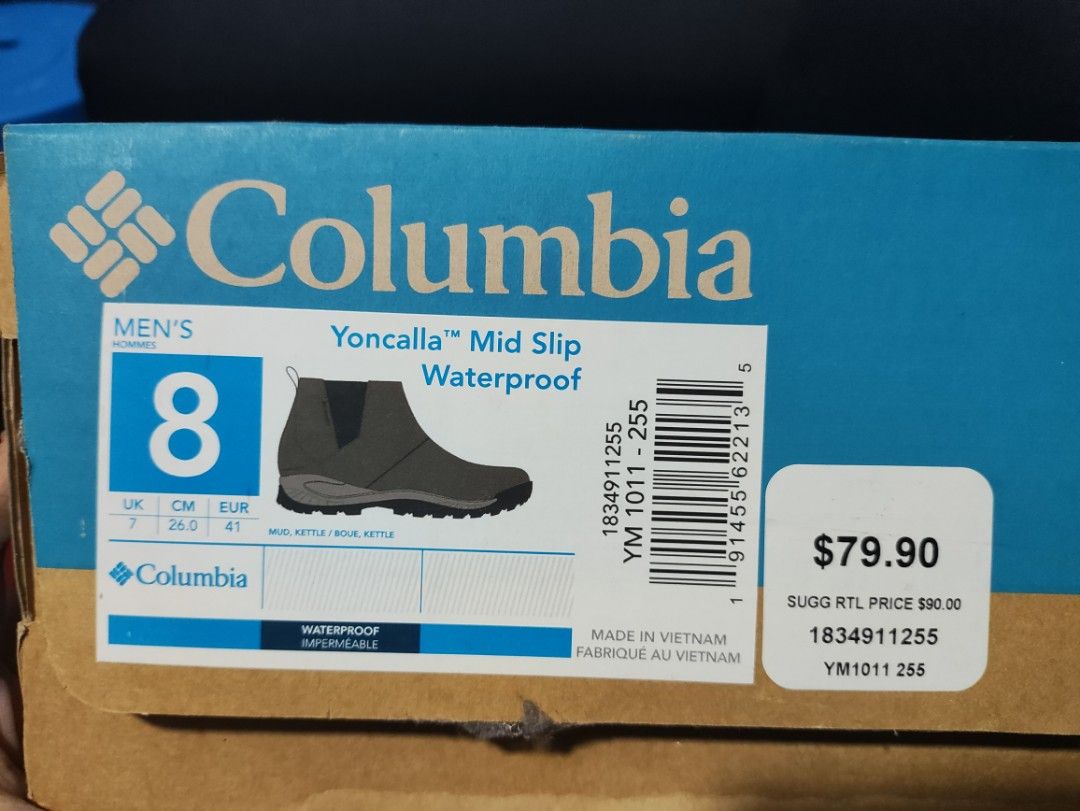 Columbia
MEN'S
HOMMES
8
UK CM EUR
7 26.0 41
Yoncalla™ Mid Slip
Waterproof
MUD, KETTLE / BOUE, KETTLE
1834911255
YM 1011 - 255
1 91455 62213 5
Columbia
WATERPROOF
IMPERMÉABLE
MADE IN VIETNAM
FABRIQUÉ AU VIETNAM
$79.90
SUGG RTL PRICE $90.00
1834911255
YM1011 255